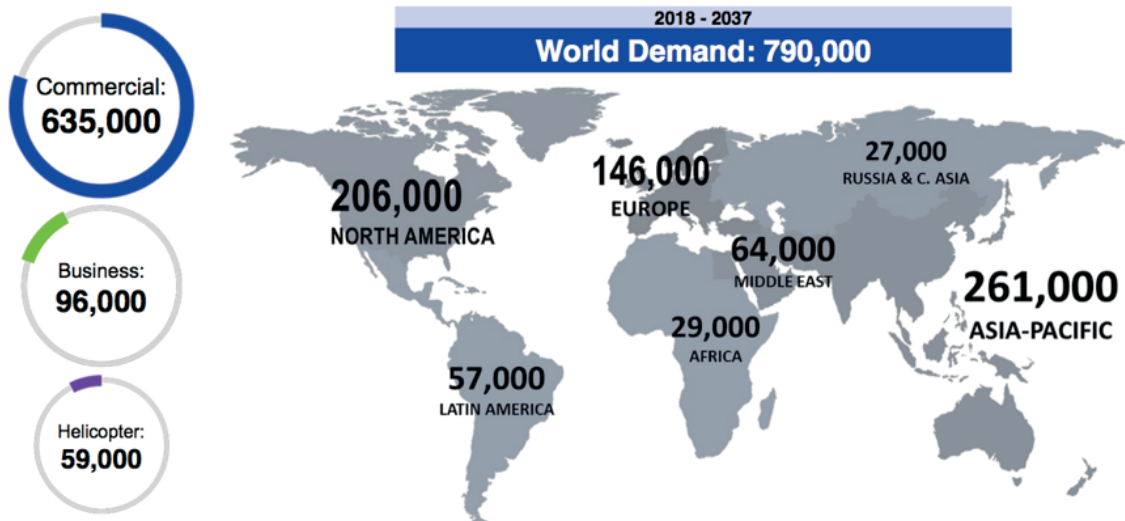 Commercial:
635,000
Business:
96,000
Helicopter:
59,000
2018 - 2037
World Demand: 790,000
206,000
NORTH AMERICA
146,000
EUROPE
27,000
RUSSIA & C. ASIA
64,000
MIDDLE EAST
261,000
ASIA-PACIFIC
29,000
AFRICA
57,000
LATIN AMERICA